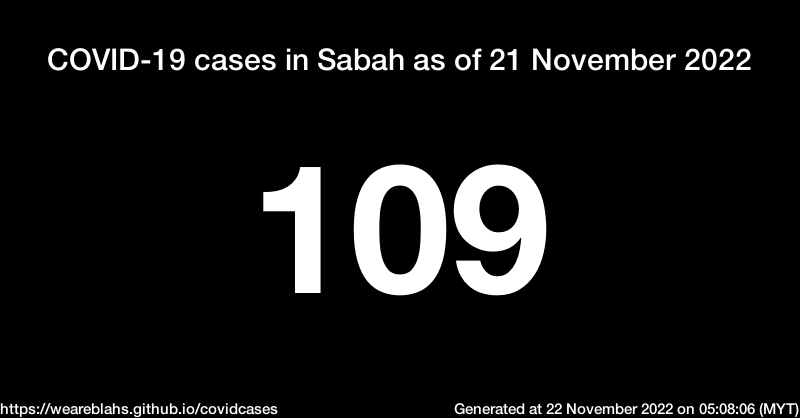 COVID-19 cases in Sabah as of 21 November 2022
109
https://weareblahs.github.io/covidcases
Generated at 22 November 2022 on 05:08:06 (MYT)